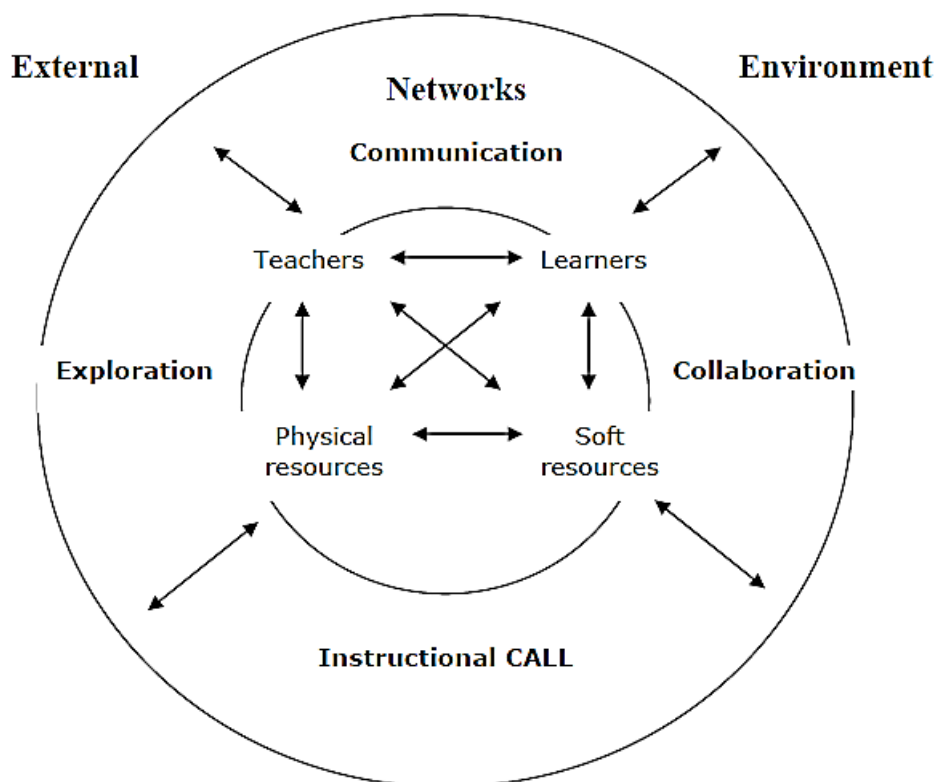 External
Environment
Networks
Communication
Teachers
Learners
Exploration
Collaboration
Physical
resources
Soft
resources
Instructional CALL